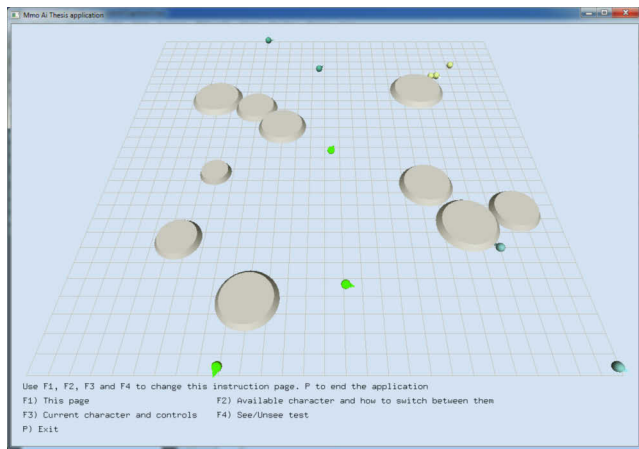 Mmo Ai Thesis application
Use F1, F2, F3 and F4 to change this instruction page. P to end the application
F1) This page F2) Available character and how to switch between them
F3) Current character and controls F4) See/Unsee test
P) Exit